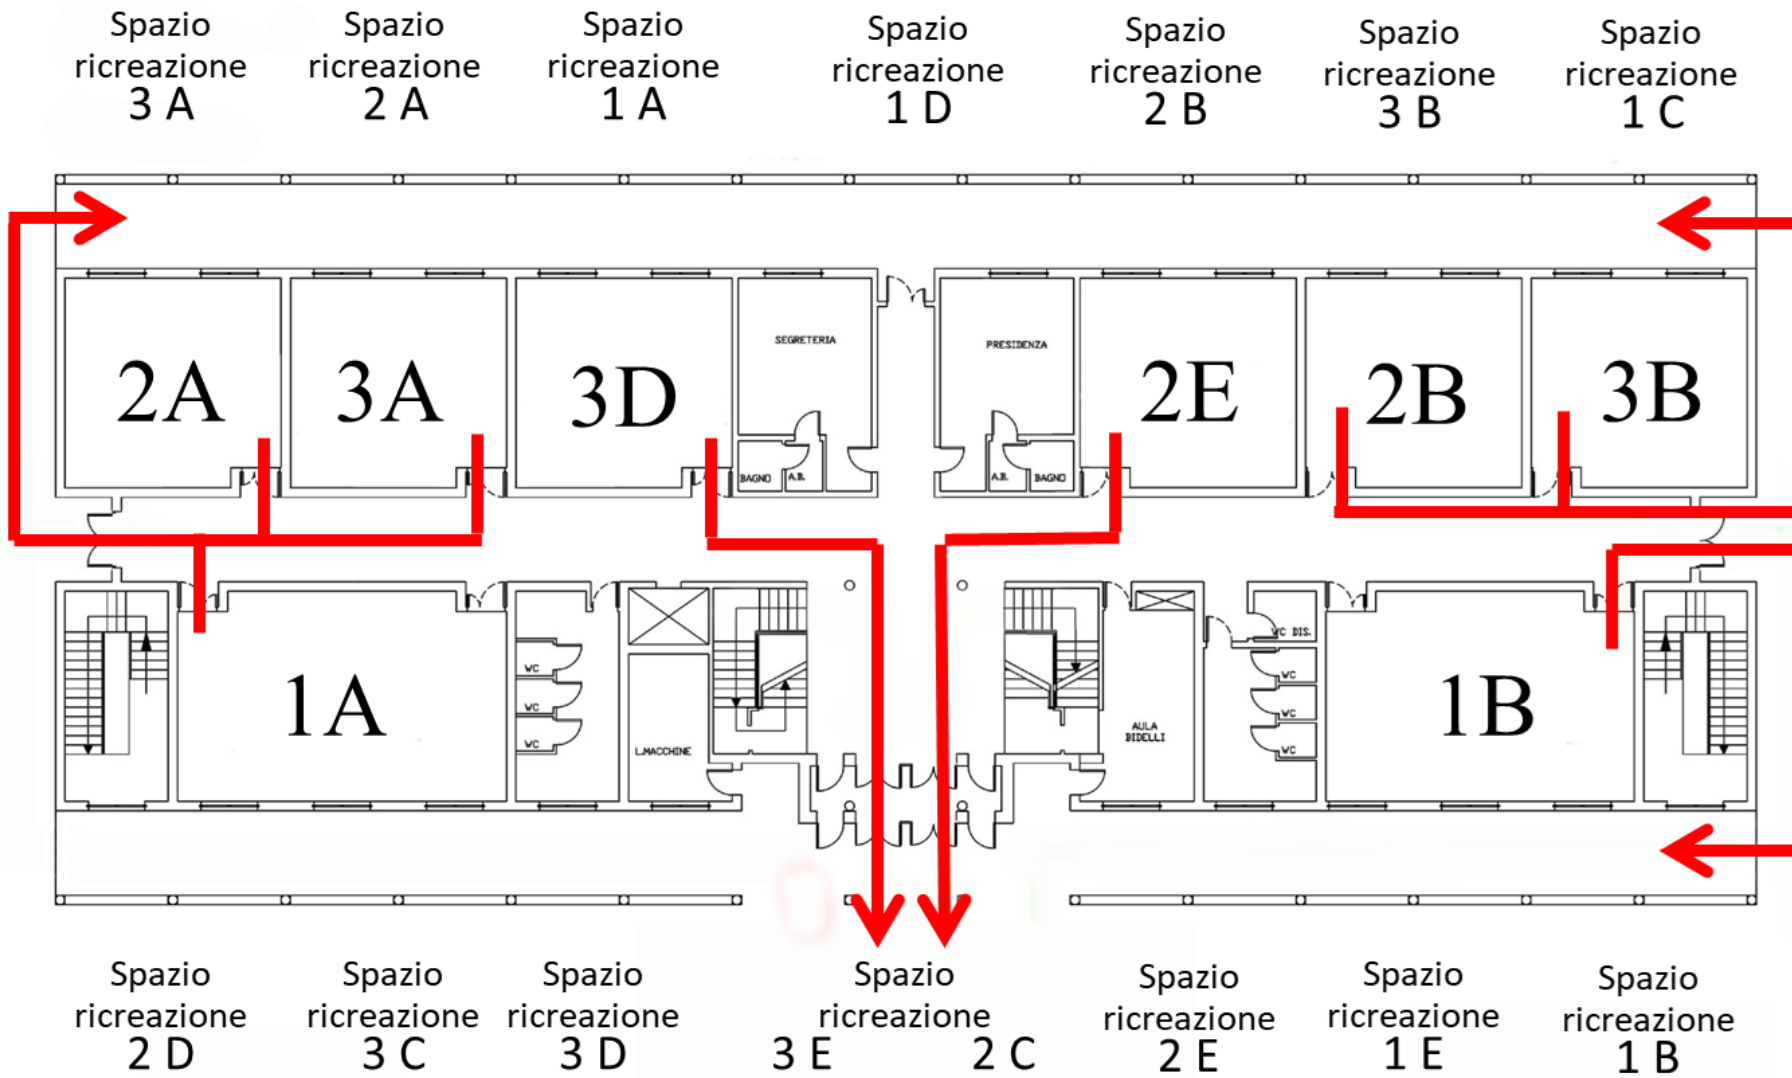 Spazio
ricreazione
3 A
Spazio
ricreazione
2 A
Spazio
ricreazione
1 A
Spazio
ricreazione
1 D
Spazio
ricreazione
2 B
Spazio
ricreazione
3 B
Spazio
ricreazione
1 C
2A
3A
3D
SEGRETERIA
BAGNO
A.B.
PRESIDENZA
A.B.
BAGNO
2E
2B
3B
1A
WC
WC
WC
L.MACCHINE
AULA
BIDELLI
WC DIS.
WC
WC
WC
1B
Spazio
ricreazione
2 D
Spazio
ricreazione
3 C
Spazio
ricreazione
3 D
Spazio
ricreazione
3 E 2 C
Spazio
ricreazione
2 E
Spazio
ricreazione
1 E
Spazio
ricreazione
1 B